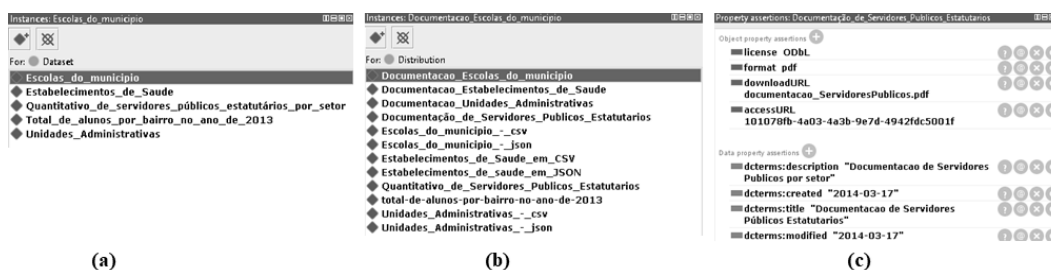 Instances: Escolas_do_municipio
For: Dataset
Escolas_do_municipio
Estabelecimentos_de_Saude
Quantitativo_de_servidores_públicos_estatutários_por_setor
Total_de_alunos_por_bairro_no_ano_de_2013
Unidades_Administrativas
(a)
Instances: Documentacao_Escolas_do_municipio
For: Distribution
Documentacao_Escolas_do_municipio
Documentacao_Estabelecimentos_de_Saude
Documentacao_Unidades_Administrativas
Documentação_de_Servidores_Publicos_Estatutarios
Escolas_do_municipio_-_csv
Escolas_do_municipio_-_json
Estabelecimentos_de_Saude_em_CSV
Estabelecimentos_de_saude_em_JSON
Quantitativo_de_Servidores_Publicos_Estatutarios
total-de-alunos-por-bairro-no-ano-de-2013
Unidades_Administrativas_-_csv
Unidades_Administrativas_-_json
(b)
Property assertions: Documentação_de_Servidores_Publicos_Estatutarios
Object property assertions
license ODbL
format pdf
downloadURL
documentacao_ServidoresPublicos.pdf
accessURL
101078fb-4a03-4a3b-9e7d-4942fdc5001f
Data property assertions
dcterms:description "Documentacao de Servidores
Publicos por setor"
dcterms:created "2014-03-17"
dcterms:title "Documentacao de Servidores
Públicos Estatutarios"
dcterms:modified "2014-03-17"
(c)